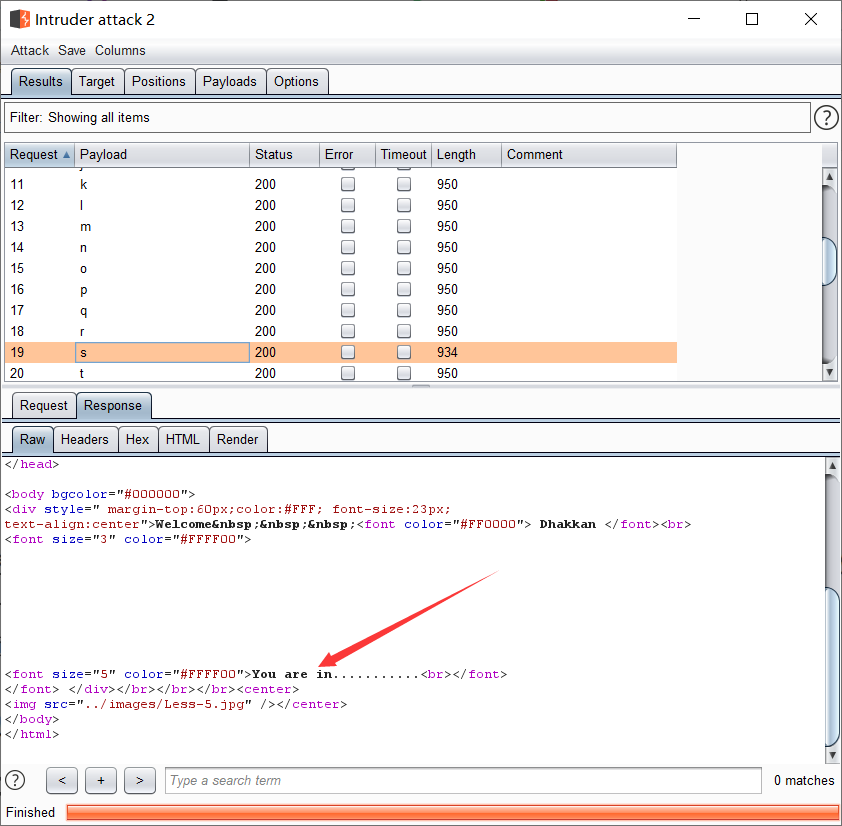 Intruder attack 2
Attack Save Columns
Results Target Positions Payloads Options
Filter: Showing all items ?
Request Payload Status Error Timeout Length Comment
11 k 200 950
12 l 200 950
13 m 200 950
14 n 200 950
15 o 200 950
16 p 200 950
17 q 200 950
18 r 200 950
19 s 200 934
20 t 200 950
Request Response
Raw Headers Hex HTML Render
</head>
<body bgcolor="#000000">
<div style=" margin-top:60px;color:#FFF; font-size:23px;
text-align:center">Welcome&nbsp;&nbsp;&nbsp;<font color="#FF0000"> Dhakkan </font><br>
<font size="3" color="#FFFF00">
<font size="5" color="#FFFF00">You are in...........<br></font>
</font> </div></br></br></br><center>
<img src="../images/Less-5.jpg" /></center>
</body>
</html>
? < + > Type a search term 0 matches
Finished